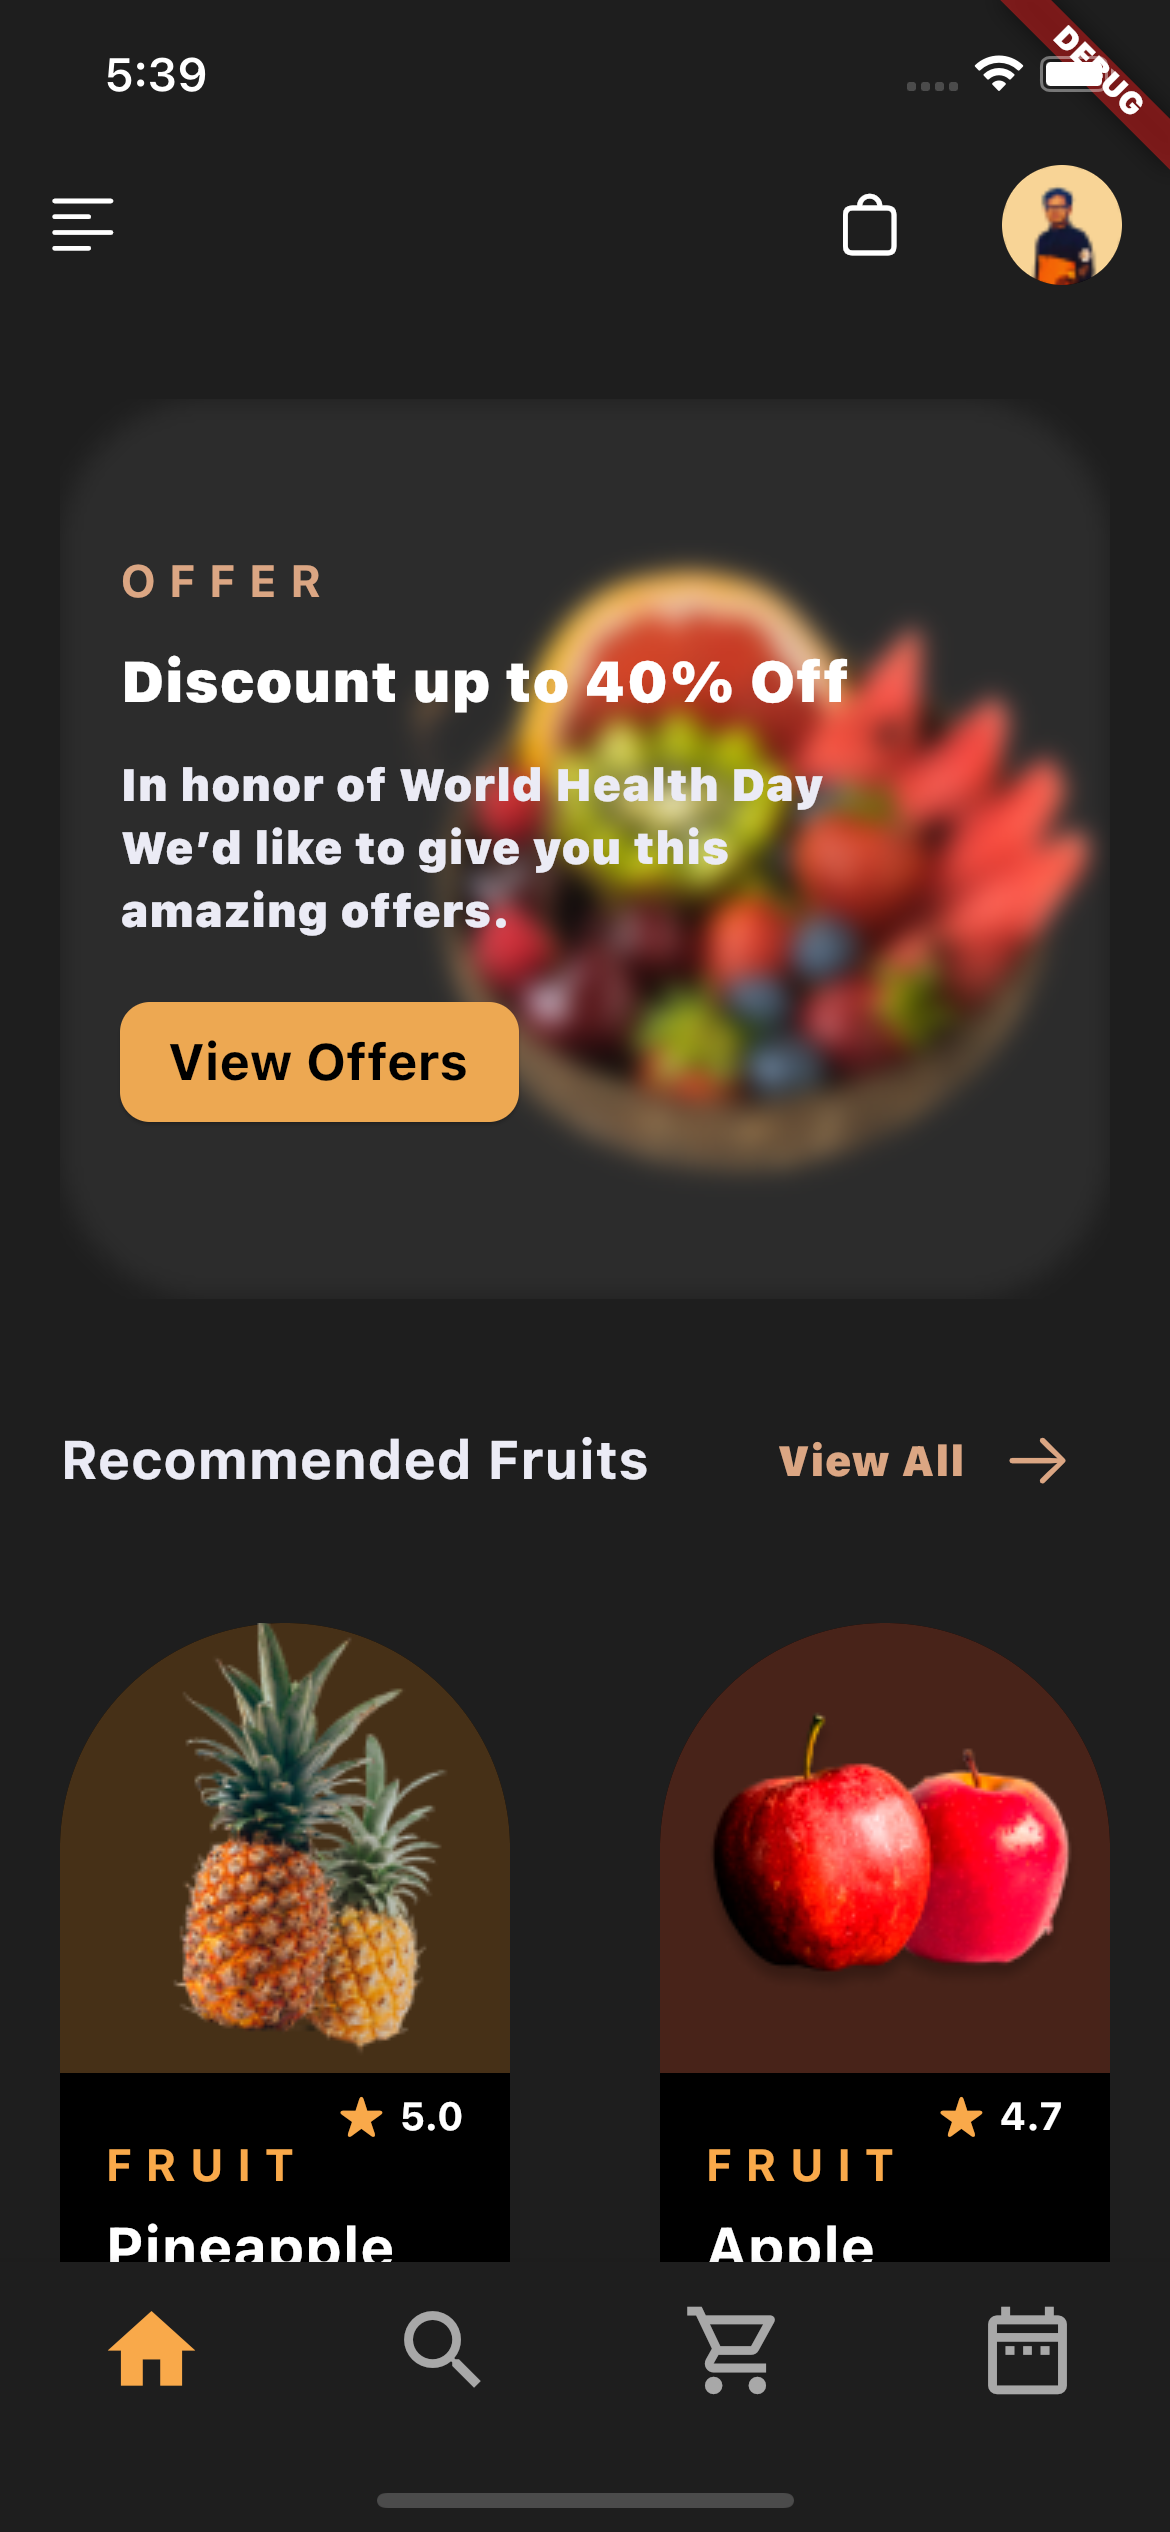 5:39
DEBUG
OFFER
Discount up to 40% Off
In honor of World Health Day
We’d like to give you this
amazing offers.
View Offers
Recommended Fruits
View All
5.0
FRUIT
Pineapple
4.7
FRUIT
Apple